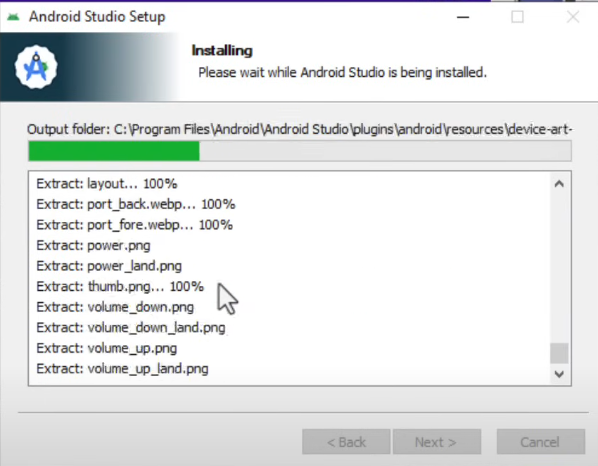 Android Studio Setup
Installing
Please wait while Android Studio is being installed.
Output folder: C:\Program Files\Android\Android Studio\plugins\android\resources\device-art-
Extract: layout... 100%
Extract: port_back.webp... 100%
Extract: port_fore.webp... 100%
Extract: power.png
Extract: power_land.png
Extract: thumb.png... 100%
Extract: volume_down.png
Extract: volume_down_land.png
Extract: volume_up.png
Extract: volume_up_land.png
< Back Next > Cancel